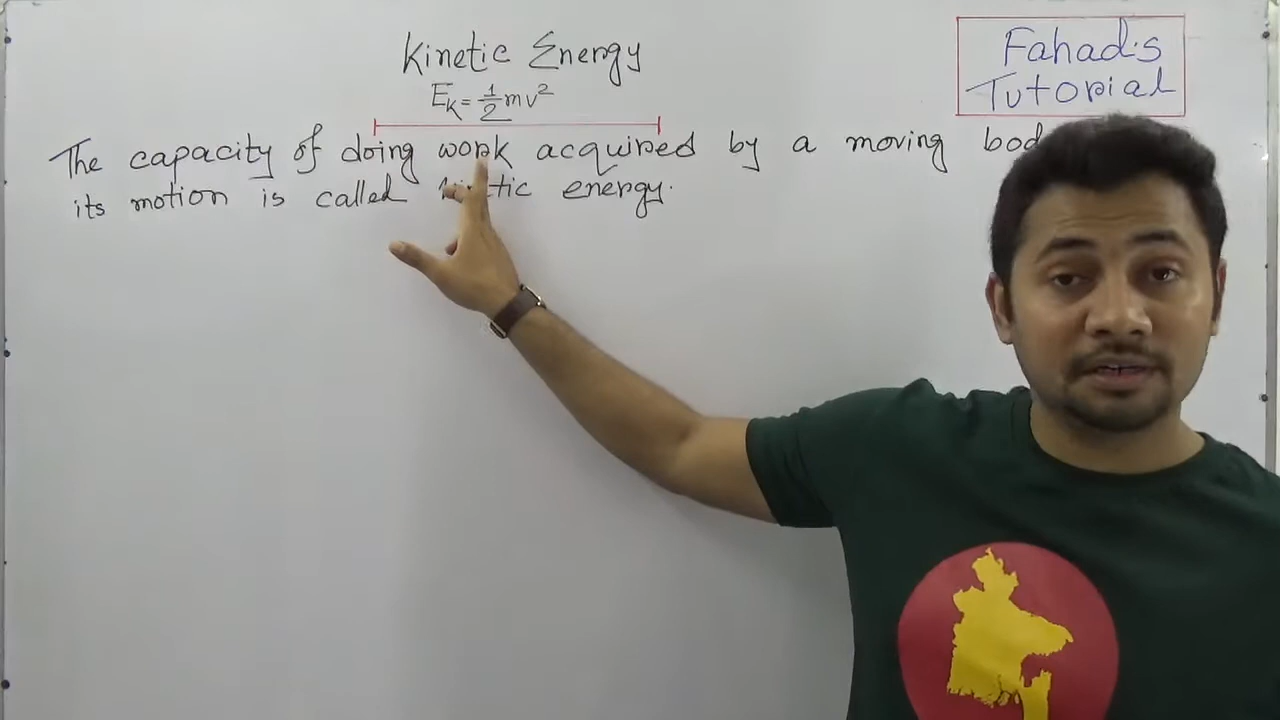 Kinetic Energy
E_K = 1/2 mv²
Fahad's
Tutorial
The capacity of doing work acquired by a moving bod
its motion is called kinetic energy.